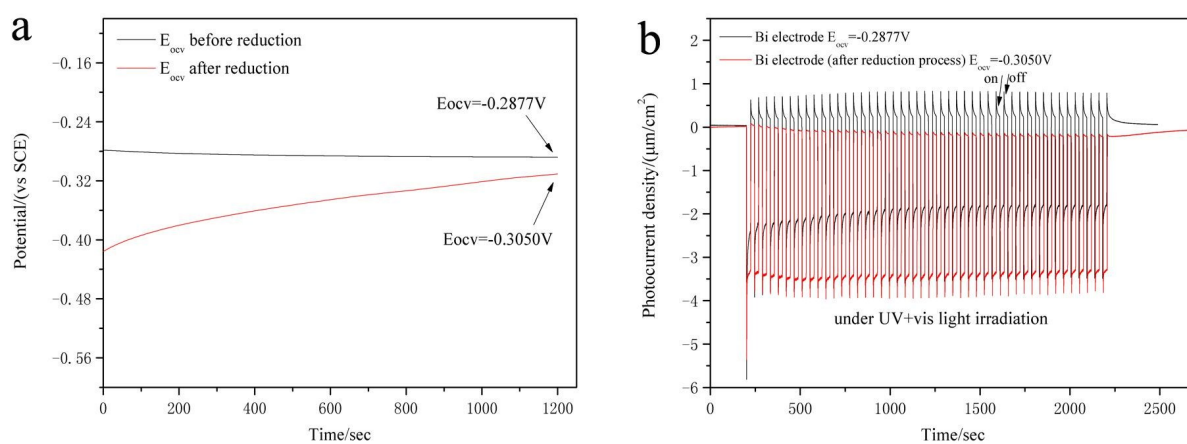 a
E_ocv before reduction
E_ocv after reduction
Eocv=-0.2877V
Eocv=-0.3050V
−0.16
−0.24
−0.32
−0.40
−0.48
−0.56
Potential/(vs SCE)
0 200 400 600 800 1000 1200
Time/sec
b
Bi electrode E_ocv=-0.2877V
Bi electrode (after reduction process) E_ocv=-0.3050V
on off
under UV+vis light irradiation
2
1
0
−1
−2
−3
−4
−5
−6
Photocurrent density/(μm/cm²)
0 500 1000 1500 2000 2500
Time/sec